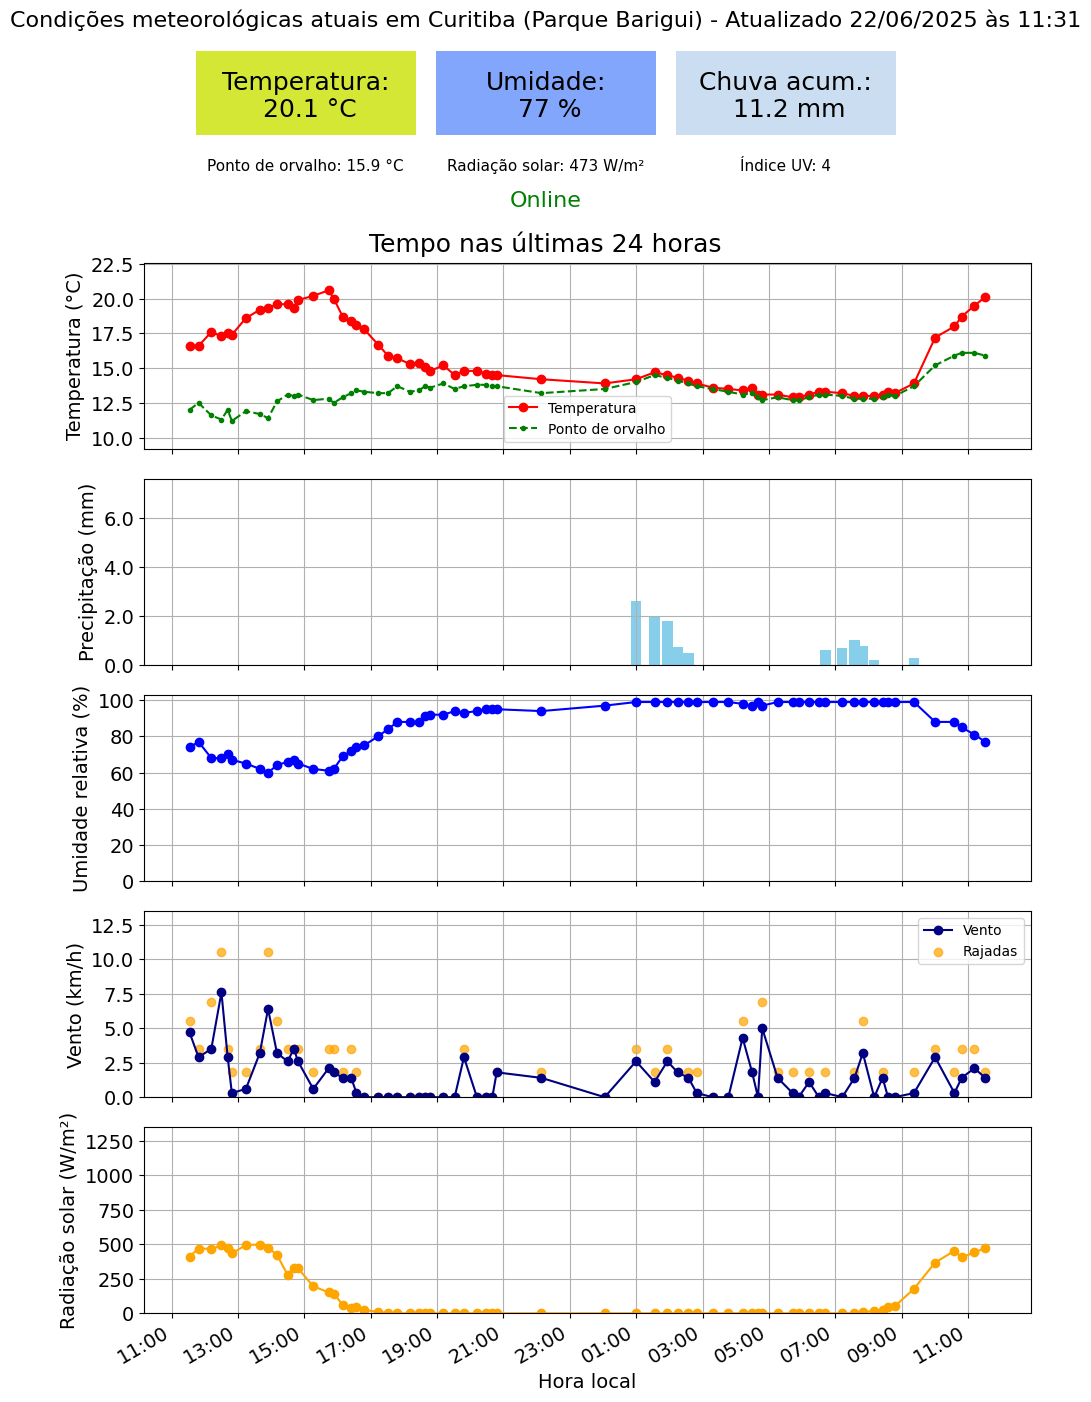 Condições meteorológicas atuais em Curitiba (Parque Barigui) - Atualizado 22/06/2025 às 11:31
Temperatura:
20.1 °C
Umidade:
77 %
Chuva acum.:
11.2 mm
Ponto de orvalho: 15.9 °C
Radiação solar: 473 W/m²
Índice UV: 4
Online
Tempo nas últimas 24 horas
Temperatura (°C)
22.5
20.0
17.5
15.0
12.5
10.0
Temperatura
Ponto de orvalho
Precipitação (mm)
6.0
4.0
2.0
0.0
Umidade relativa (%)
100
80
60
40
20
0
Vento (km/h)
12.5
10.0
7.5
5.0
2.5
0.0
Vento
Rajadas
Radiação solar (W/m²)
1250
1000
750
500
250
0
11:00
13:00
15:00
17:00
19:00
21:00
23:00
01:00
03:00
05:00
07:00
09:00
11:00
Hora local